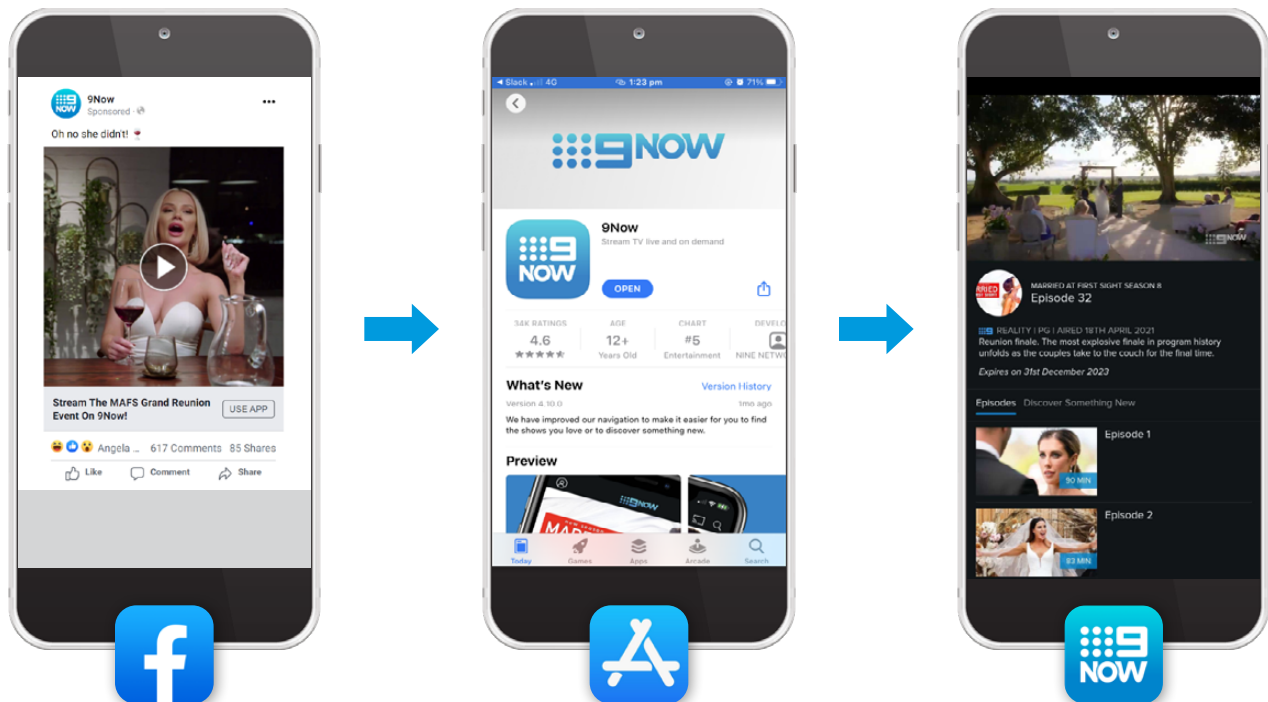 9Now
Sponsored ·
Oh no she didn't! 🍷
Stream The MAFS Grand Reunion
Event On 9Now!
USE APP
Angela ... 617 Comments 85 Shares
Like Comment Share
Slack 4G 1:23 pm 71%
9NOW
9NOW
9Now
Stream TV live and on demand
OPEN
34K RATINGS AGE CHART DEVELO
4.6 12+ #5
Years Old Entertainment NINE NETW
What's New Version History
Version 4.10.0 1mo ago
We have improved our navigation to make it easier for you to find
the shows you love or to discover something new.
Preview
9NOW
Today Games Apps Arcade Search
9NOW
MARRIED AT FIRST SIGHT SEASON 8
Episode 32
9 REALITY | PG | AIRED 18TH APRIL 2021
Reunion finale. The most explosive finale in program history
unfolds as the couples take to the couch for the final time.
Expires on 31st December 2023
Episodes Discover Something New
Episode 1
90 MIN
Episode 2
83 MIN
9NOW